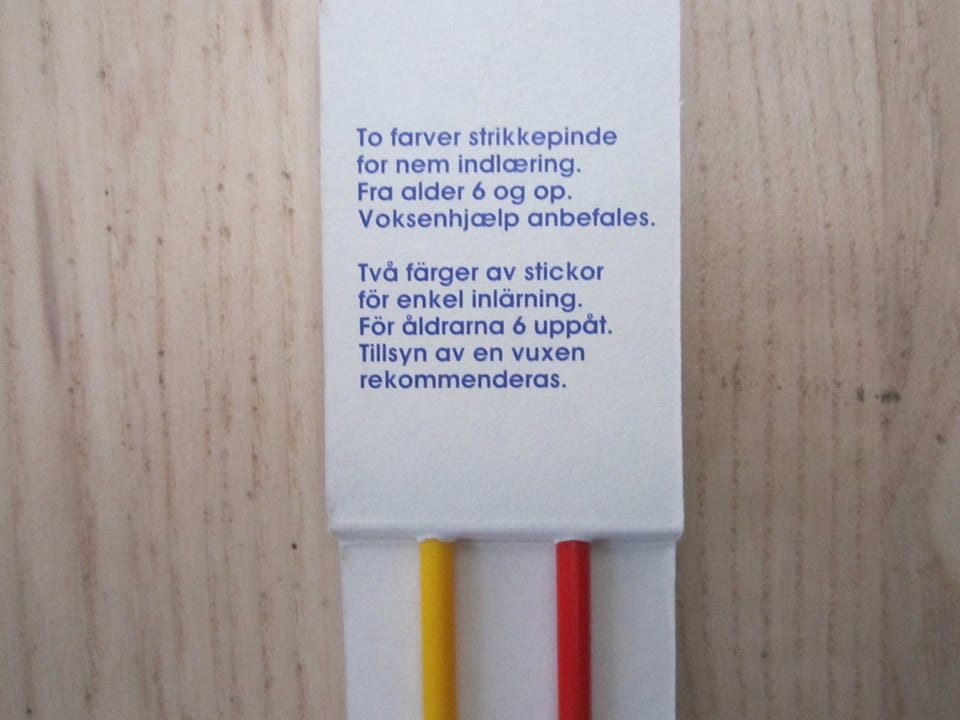 To farver strikkepinde
for nem indlæring.
Fra alder 6 og op.
Voksenhjælp anbefales.
Två färger av stickor
för enkel inlärning.
För åldrarna 6 uppåt.
Tillsyn av en vuxen
rekommenderas.